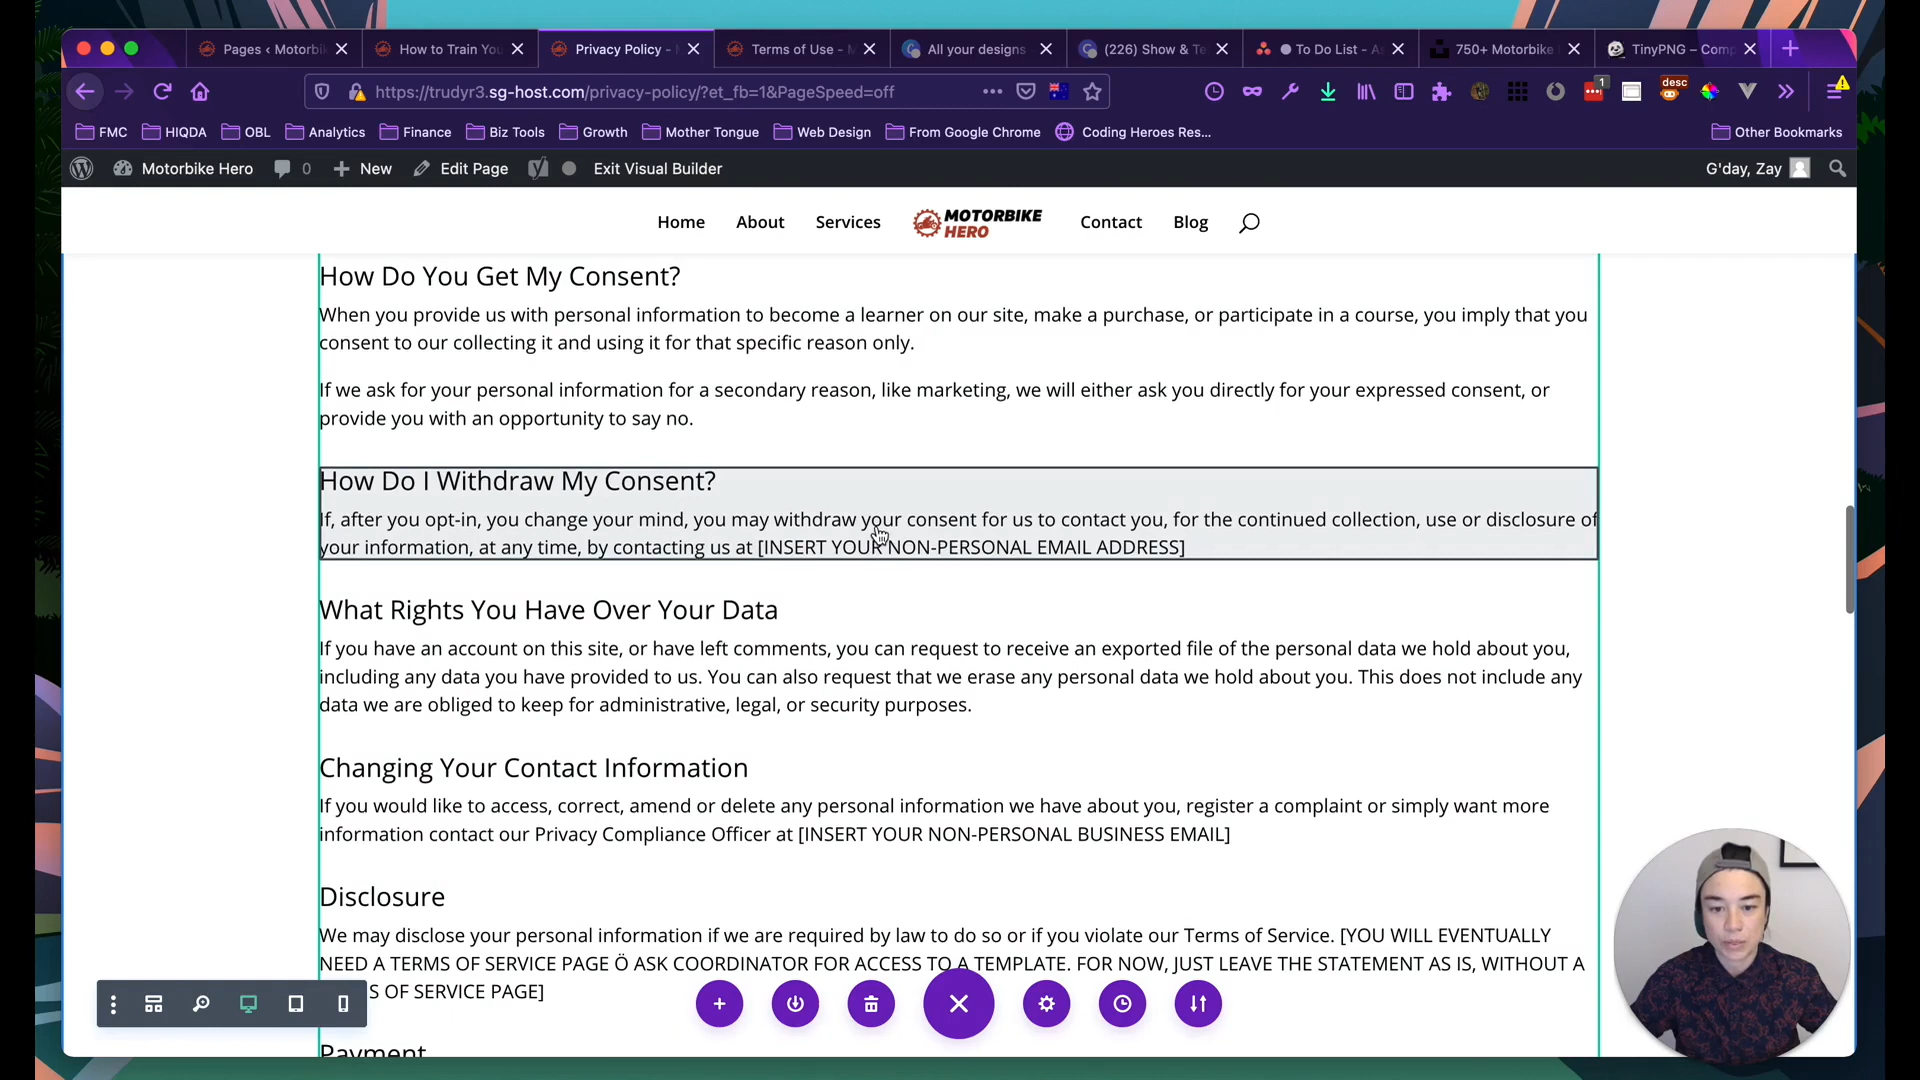 Pages ‹ Motorbi
How to Train You
Privacy Policy -
Terms of Use - M
All your designs
(226) Show & Te
To Do List - A
750+ Motorbike
TinyPNG – Comp
https://trudyr3.sg-host.com/privacy-policy/?et_fb=1&PageSpeed=off
1
desc
FMC
HIQDA
OBL
Analytics
Finance
Biz Tools
Growth
Mother Tongue
Web Design
From Google Chrome
Coding Heroes Res...
Other Bookmarks
Motorbike Hero
0
New
Edit Page
Exit Visual Builder
G'day, Zay
Home
About
Services
MOTORBIKE
HERO
Contact
Blog
How Do You Get My Consent?
When you provide us with personal information to become a learner on our site, make a purchase, or participate in a course, you imply that you
consent to our collecting it and using it for that specific reason only.
If we ask for your personal information for a secondary reason, like marketing, we will either ask you directly for your expressed consent, or
provide you with an opportunity to say no.
How Do I Withdraw My Consent?
If, after you opt-in, you change your mind, you may withdraw your consent for us to contact you, for the continued collection, use or disclosure of
your information, at any time, by contacting us at [INSERT YOUR NON-PERSONAL EMAIL ADDRESS]
What Rights You Have Over Your Data
If you have an account on this site, or have left comments, you can request to receive an exported file of the personal data we hold about you,
including any data you have provided to us. You can also request that we erase any personal data we hold about you. This does not include any
data we are obliged to keep for administrative, legal, or security purposes.
Changing Your Contact Information
If you would like to access, correct, amend or delete any personal information we have about you, register a complaint or simply want more
information contact our Privacy Compliance Officer at [INSERT YOUR NON-PERSONAL BUSINESS EMAIL]
Disclosure
We may disclose your personal information if we are required by law to do so or if you violate our Terms of Service. [YOU WILL EVENTUALLY
NEED A TERMS OF SERVICE PAGE Ö ASK COORDINATOR FOR ACCESS TO A TEMPLATE. FOR NOW, JUST LEAVE THE STATEMENT AS IS, WITHOUT A
S OF SERVICE PAGE]
Payment